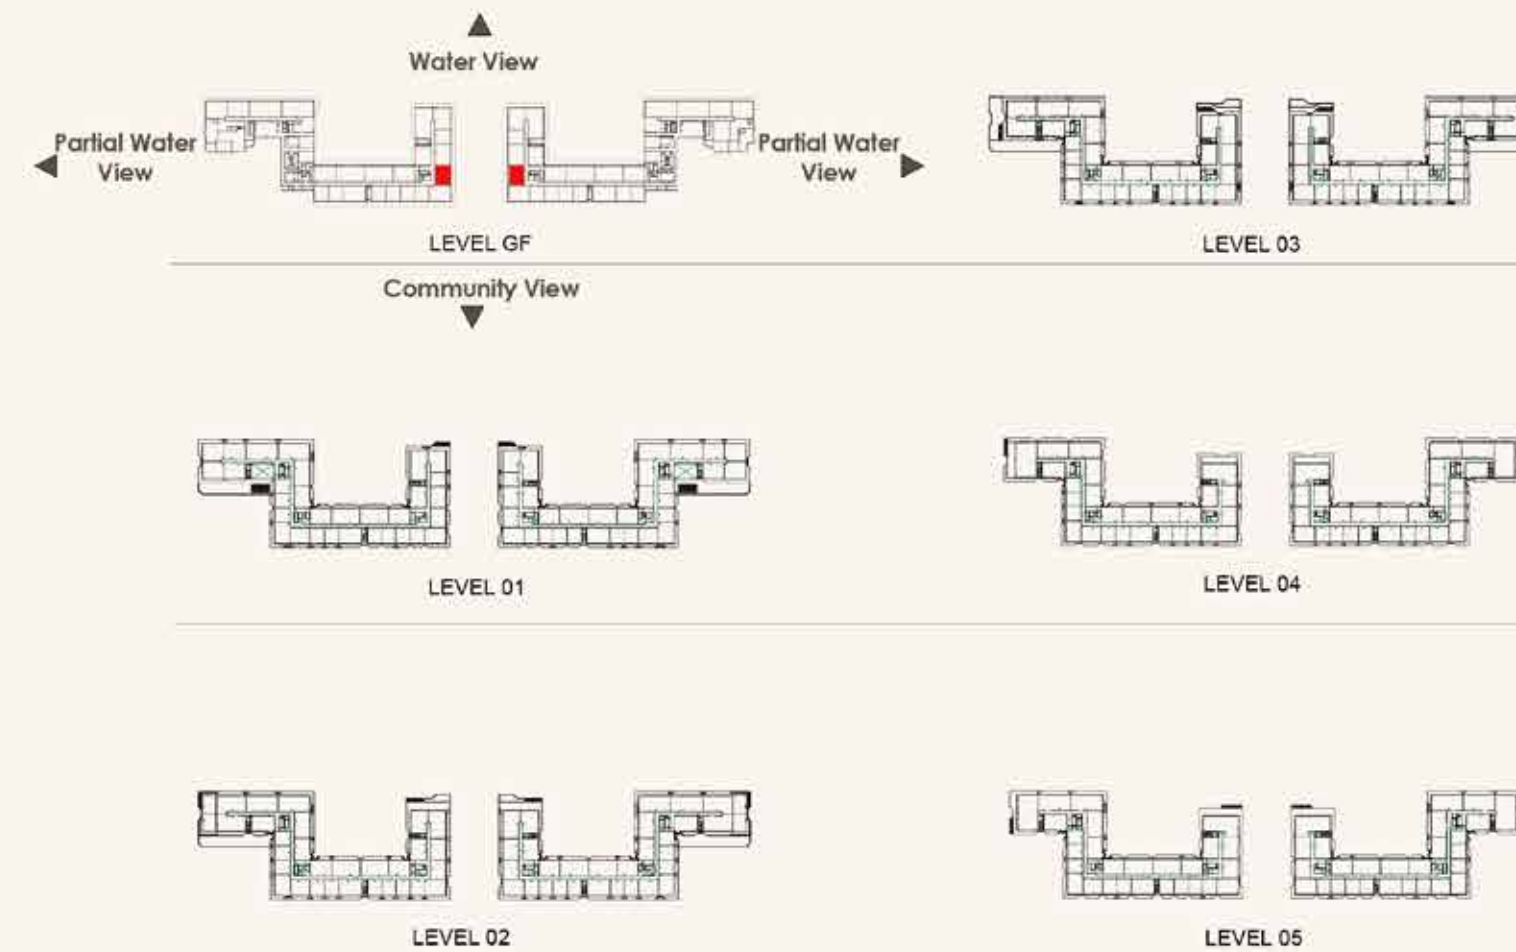 Water View
Partial Water
View
Partial Water
View
LEVEL GF
LEVEL 03
Community View
LEVEL 01
LEVEL 04
LEVEL 02
LEVEL 05